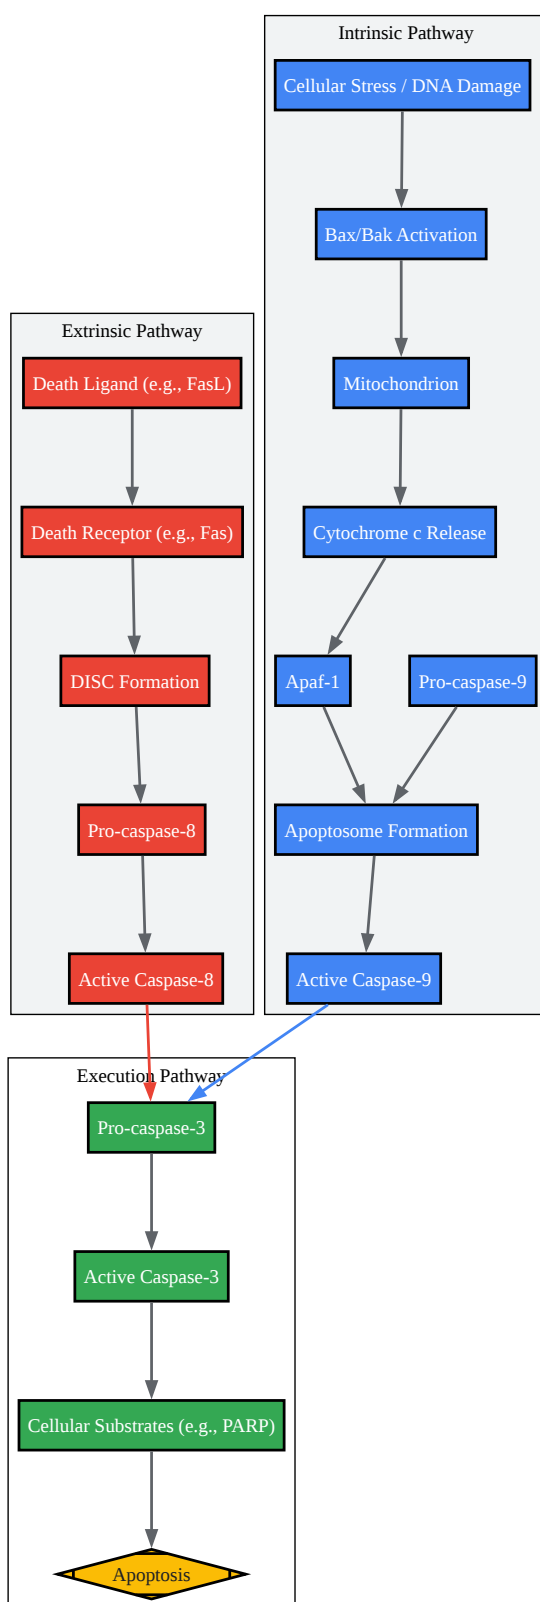 Intrinsic Pathway
Cellular Stress / DNA Damage
Bax/Bak Activation
Mitochondrion
Cytochrome c Release
Apaf-1
Pro-caspase-9
Apoptosome Formation
Active Caspase-9
Extrinsic Pathway
Death Ligand (e.g., FasL)
Death Receptor (e.g., Fas)
DISC Formation
Pro-caspase-8
Active Caspase-8
Execution Pathway
Pro-caspase-3
Active Caspase-3
Cellular Substrates (e.g., PARP)
Apoptosis